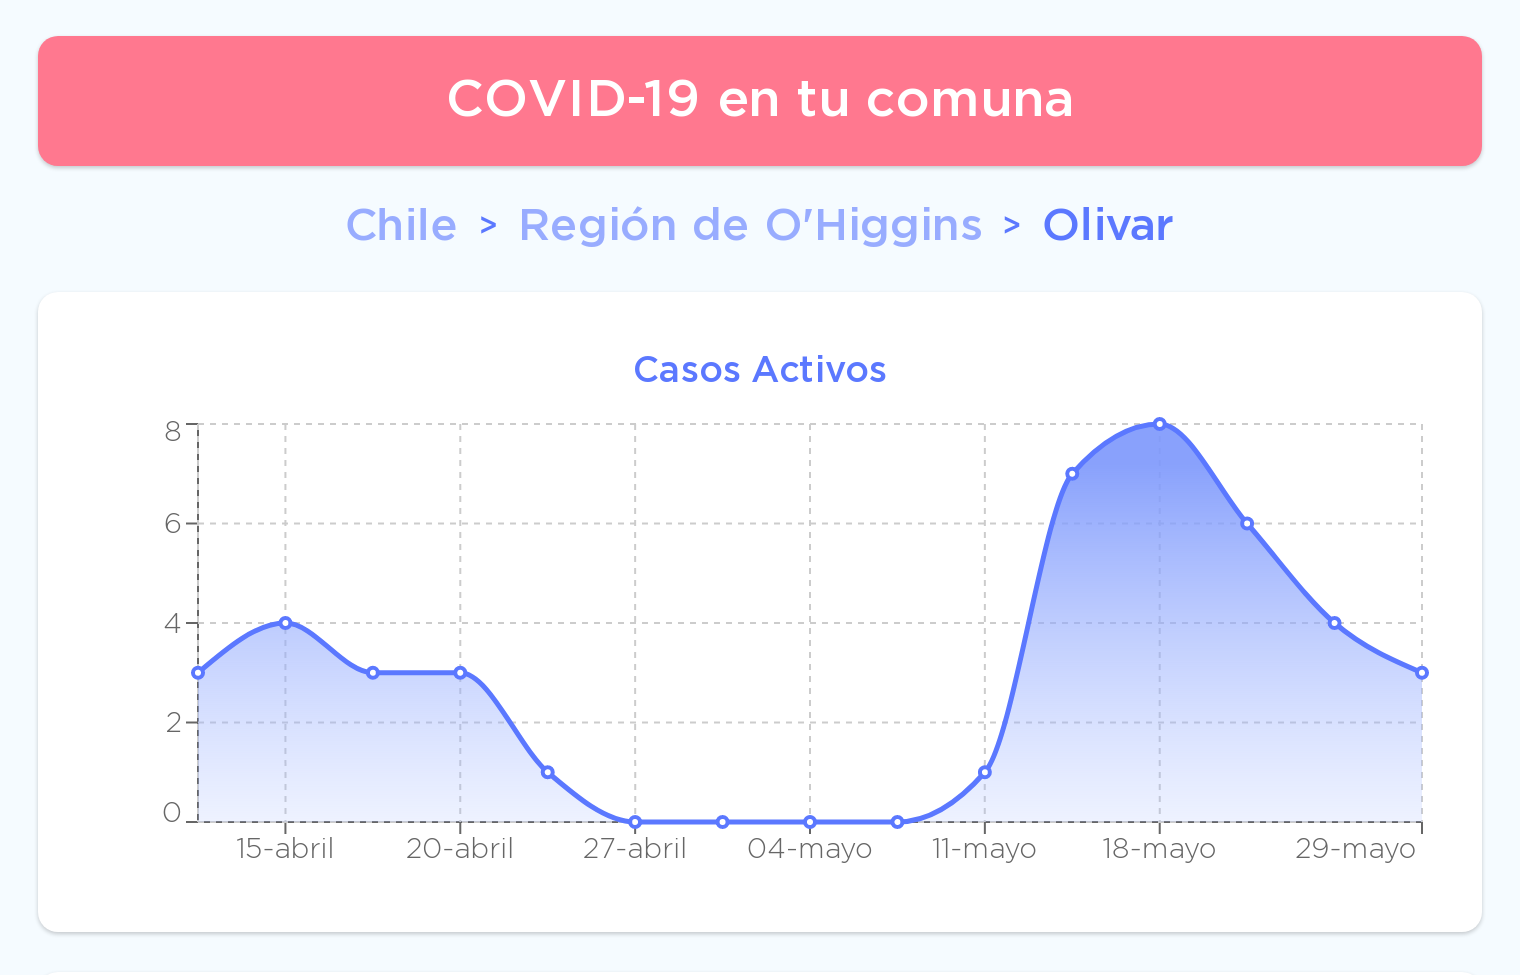 COVID-19 en tu comuna
Chile > Región de O'Higgins > Olivar
Casos Activos
8
6
4
2
0
15-abril 20-abril 27-abril 04-mayo 11-mayo 18-mayo 29-mayo